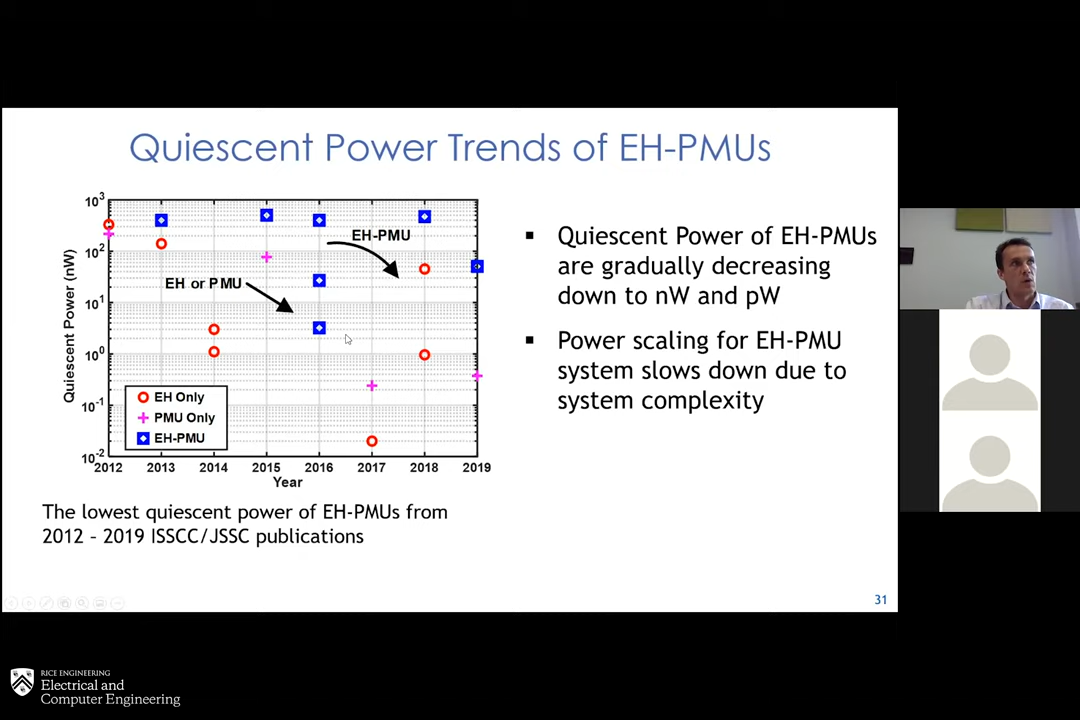 Quiescent Power Trends of EH-PMUs
10³
10²
10¹
10⁰
10⁻¹
10⁻²
Quiescent Power (nW)
EH-PMU
EH or PMU
EH Only
PMU Only
EH-PMU
2012 2013 2014 2015 2016 2017 2018 2019
Year
The lowest quiescent power of EH-PMUs from
2012 – 2019 ISSCC/JSSC publications
▪ Quiescent Power of EH-PMUs
are gradually decreasing
down to nW and pW
▪ Power scaling for EH-PMU
system slows down due to
system complexity
31
RICE ENGINEERING
Electrical and
Computer Engineering